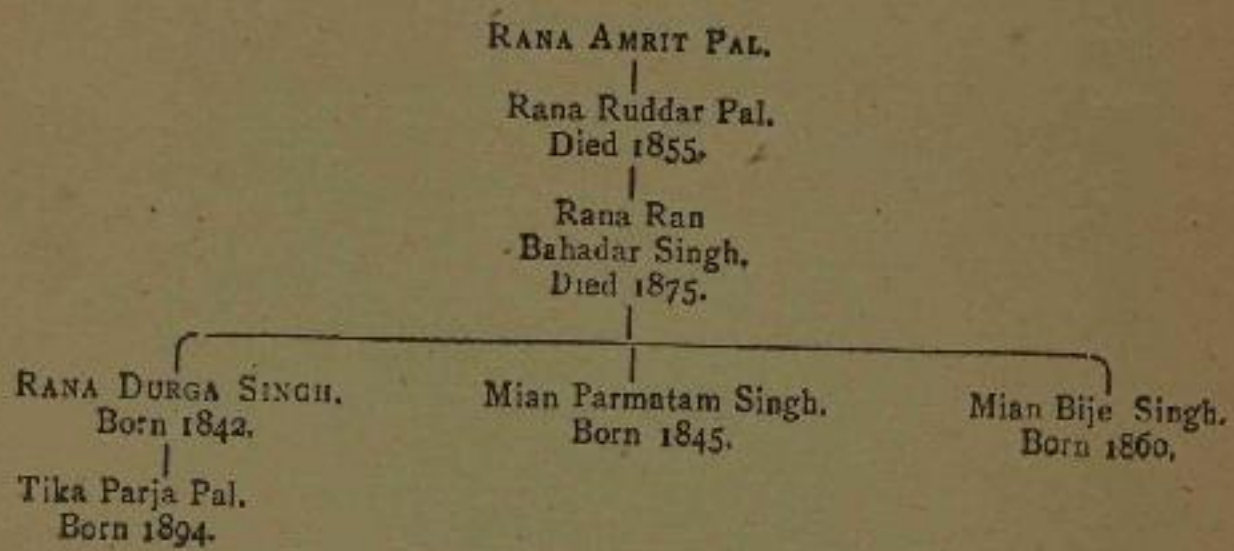 RANA AMRIT PAL.
Rana Ruddar Pal.
Died 1855.
Rana Ran
Bahadar Singh.
Died 1875.
RANA DURGA SINGH.
Born 1842.
Mian Parmatam Singh.
Born 1845.
Mian Bije Singh.
Born 1860.
Tika Parja Pal.
Born 1894.